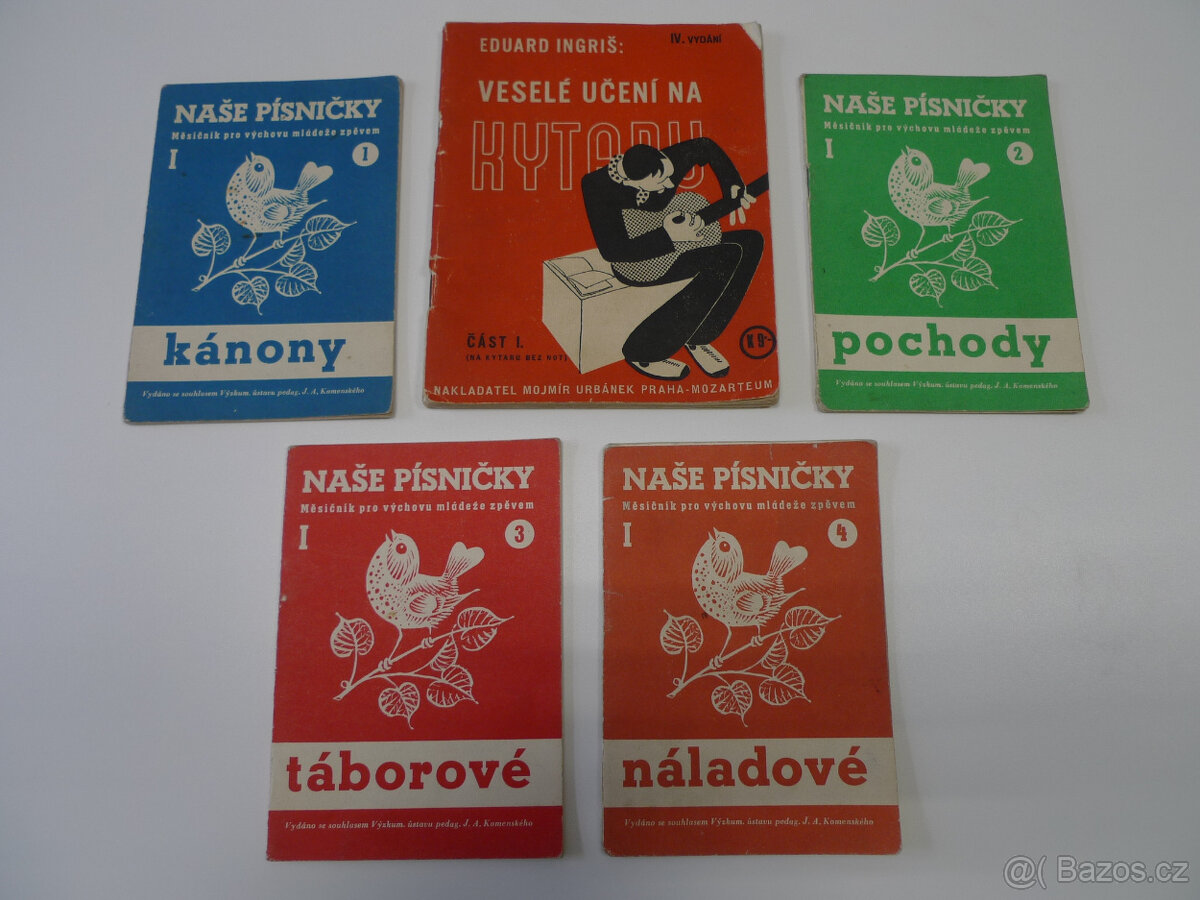 NAŠE PÍSNIČKY
Měsíčník pro výchovu mládeže zpěvem
I 1
kánony
Vydáno se souhlasem Výzkum. ústavu pedag. J. A. Komenského
EDUARD INGRIŠ:
IV. VYDÁNÍ
VESELÉ UČENÍ NA
KYTARU
ČÁST I.
(NA KYTARU BEZ NOT)
K 9·-
NAKLADATEL MOJMÍR URBÁNEK PRAHA-MOZARTEUM
NAŠE PÍSNIČKY
Měsíčník pro výchovu mládeže zpěvem
I 2
pochody
Vydáno se souhlasem Výzkum. ústavu pedag. J. A. Komenského
NAŠE PÍSNIČKY
Měsíčník pro výchovu mládeže zpěvem
I 3
táborové
Vydáno se souhlasem Výzkum. ústavu pedag. J. A. Komenského
NAŠE PÍSNIČKY
Měsíčník pro výchovu mládeže zpěvem
I 4
náladové
Vydáno se souhlasem Výzkum. ústavu pedag. J. A. Komenského
@( Bazos.cz